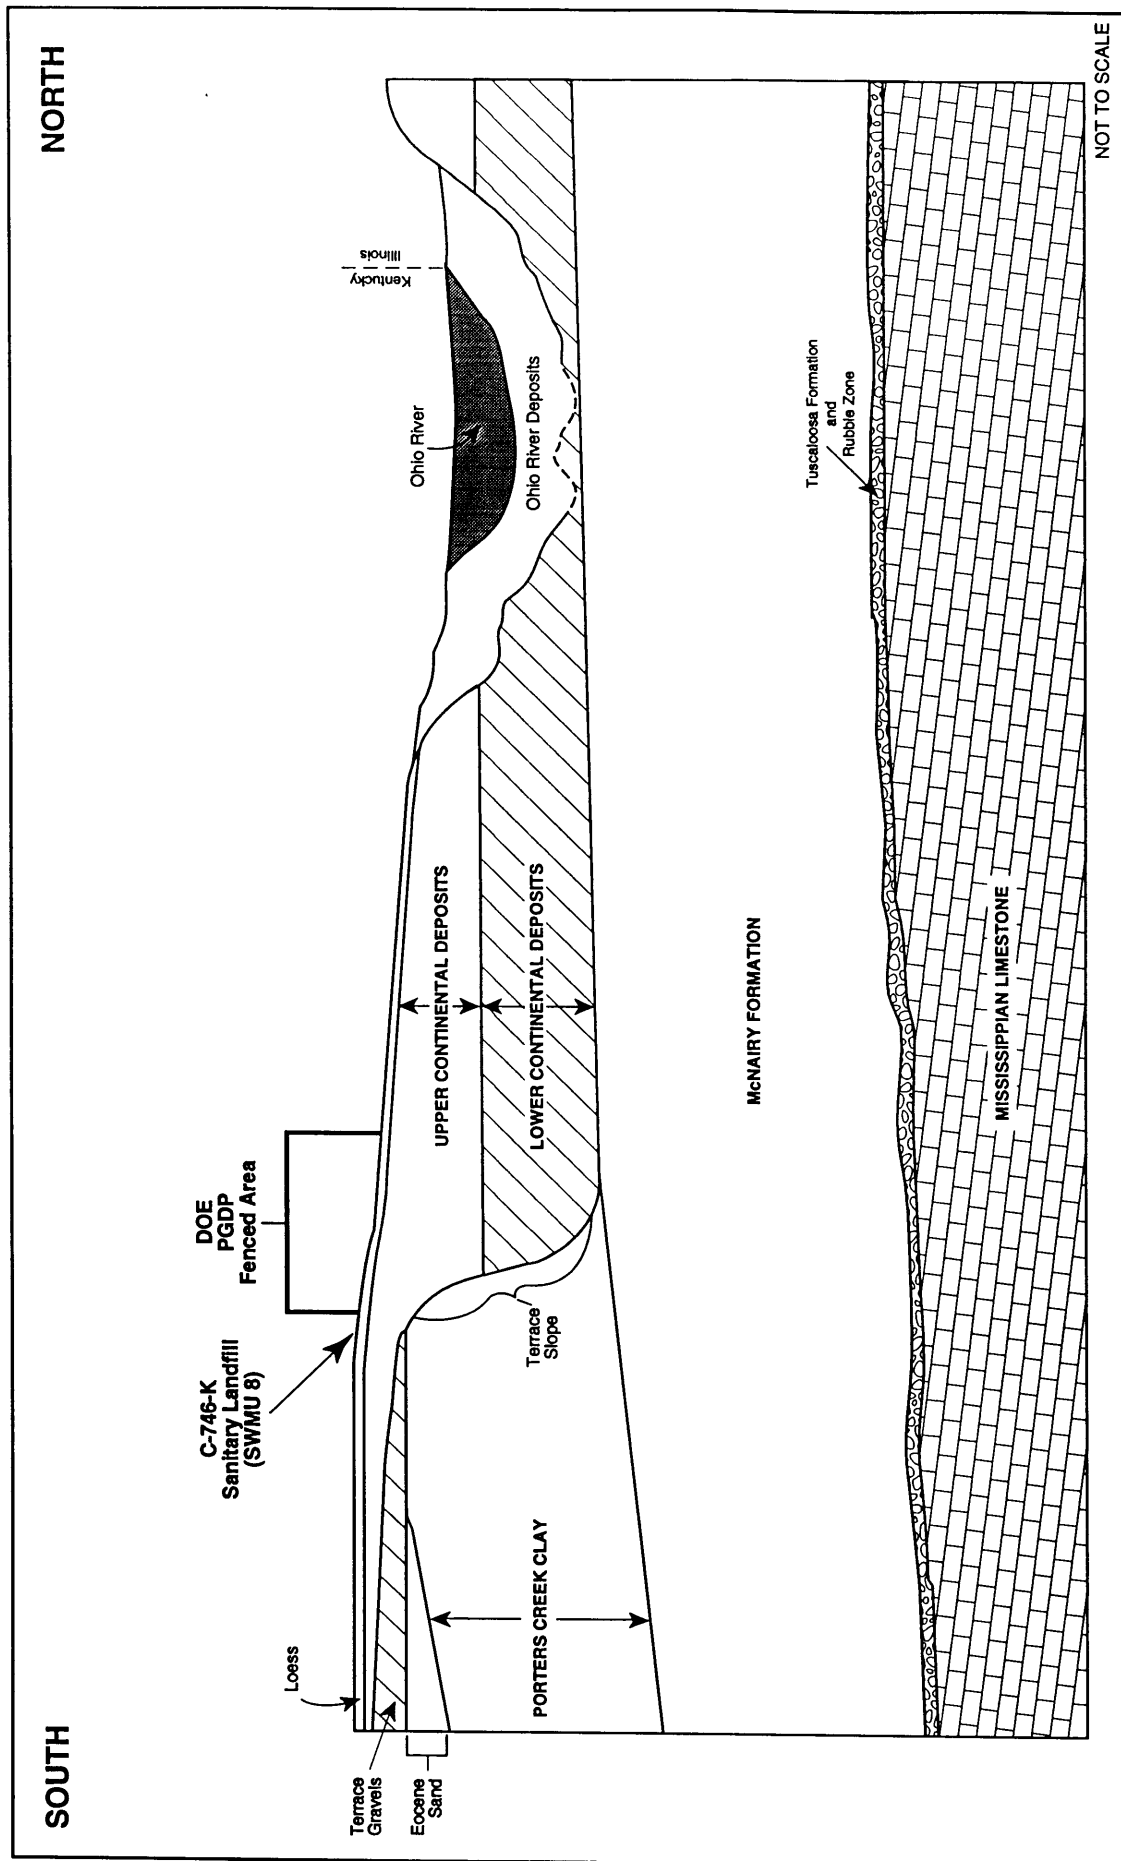 SOUTH
NORTH
DOE
PGDP
Fenced Area
C-746-K
Sanitary Landfill
(SWMU 8)
Loess
Terrace
Gravels
Eocene
Sand
PORTERS CREEK CLAY
Terrace
Slope
UPPER CONTINENTAL DEPOSITS
LOWER CONTINENTAL DEPOSITS
Ohio River
Kentucky
Illinois
Ohio River Deposits
McNAIRY FORMATION
Tuscaloosa Formation
and
Rubble Zone
MISSISSIPPIAN LIMESTONE
NOT TO SCALE